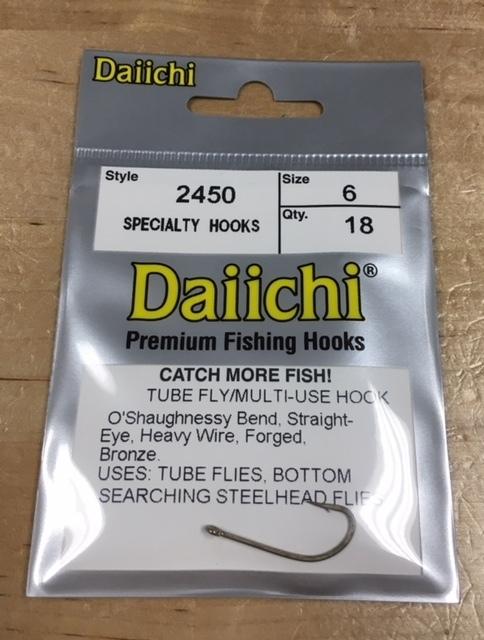 Daiichi
Style
2450
SPECIALTY HOOKS
Size
6
Qty.
18
Daiichi®
Premium Fishing Hooks
CATCH MORE FISH!
TUBE FLY/MULTI-USE HOOK
O'Shaughnessy Bend, Straight-
Eye, Heavy Wire, Forged,
Bronze.
USES: TUBE FLIES, BOTTOM
SEARCHING STEELHEAD FLIES